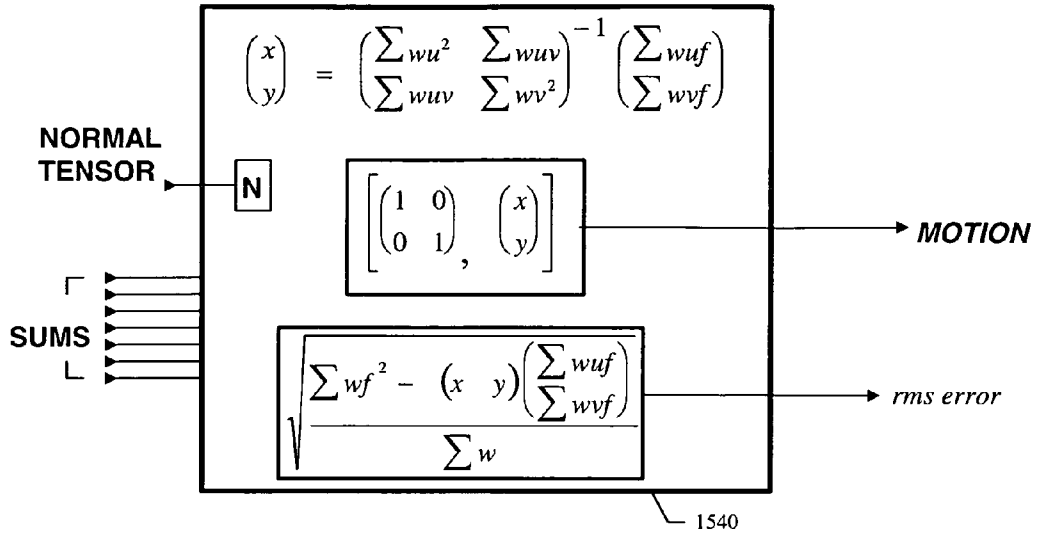 (x y) = (∑wu² ∑wuv ∑wuv ∑wv²)⁻¹ (∑wuf ∑wvf)
NORMAL
TENSOR
N
[(1 0 0 1), (x y)]
MOTION
SUMS
√((∑wf² − (x y)(∑wuf ∑wvf)) / ∑w)
rms error
1540